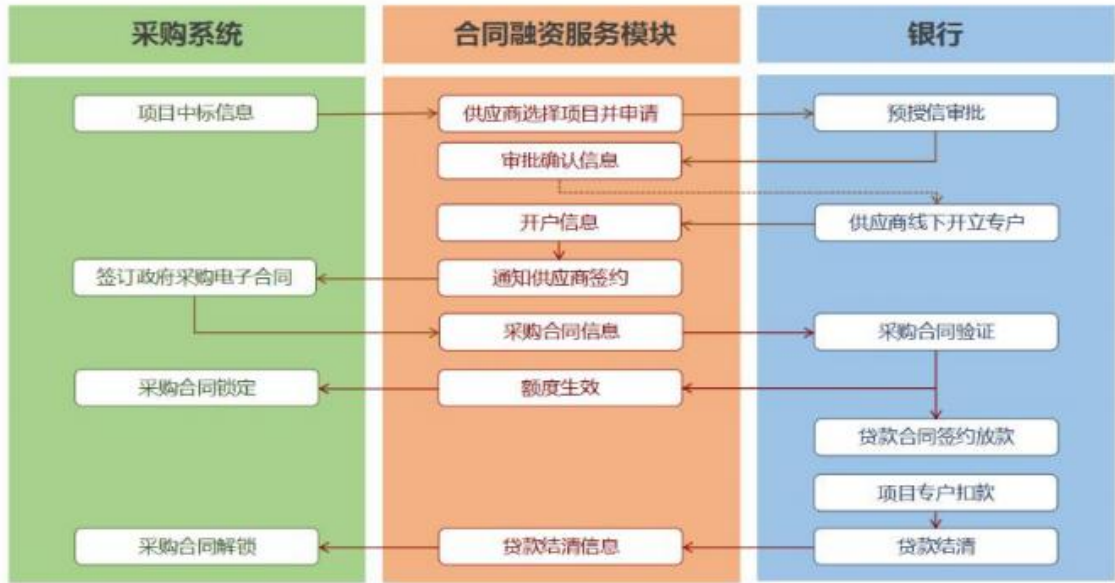 采购系统
合同融资服务模块
银行
项目中标信息
供应商选择项目并申请
预授信审批
审批确认信息
开户信息
供应商线下开立专户
签订政府采购电子合同
通知供应商签约
采购合同信息
采购合同验证
采购合同锁定
额度生效
贷款合同签约放款
项目专户扣款
采购合同解锁
贷款结清信息
贷款结清